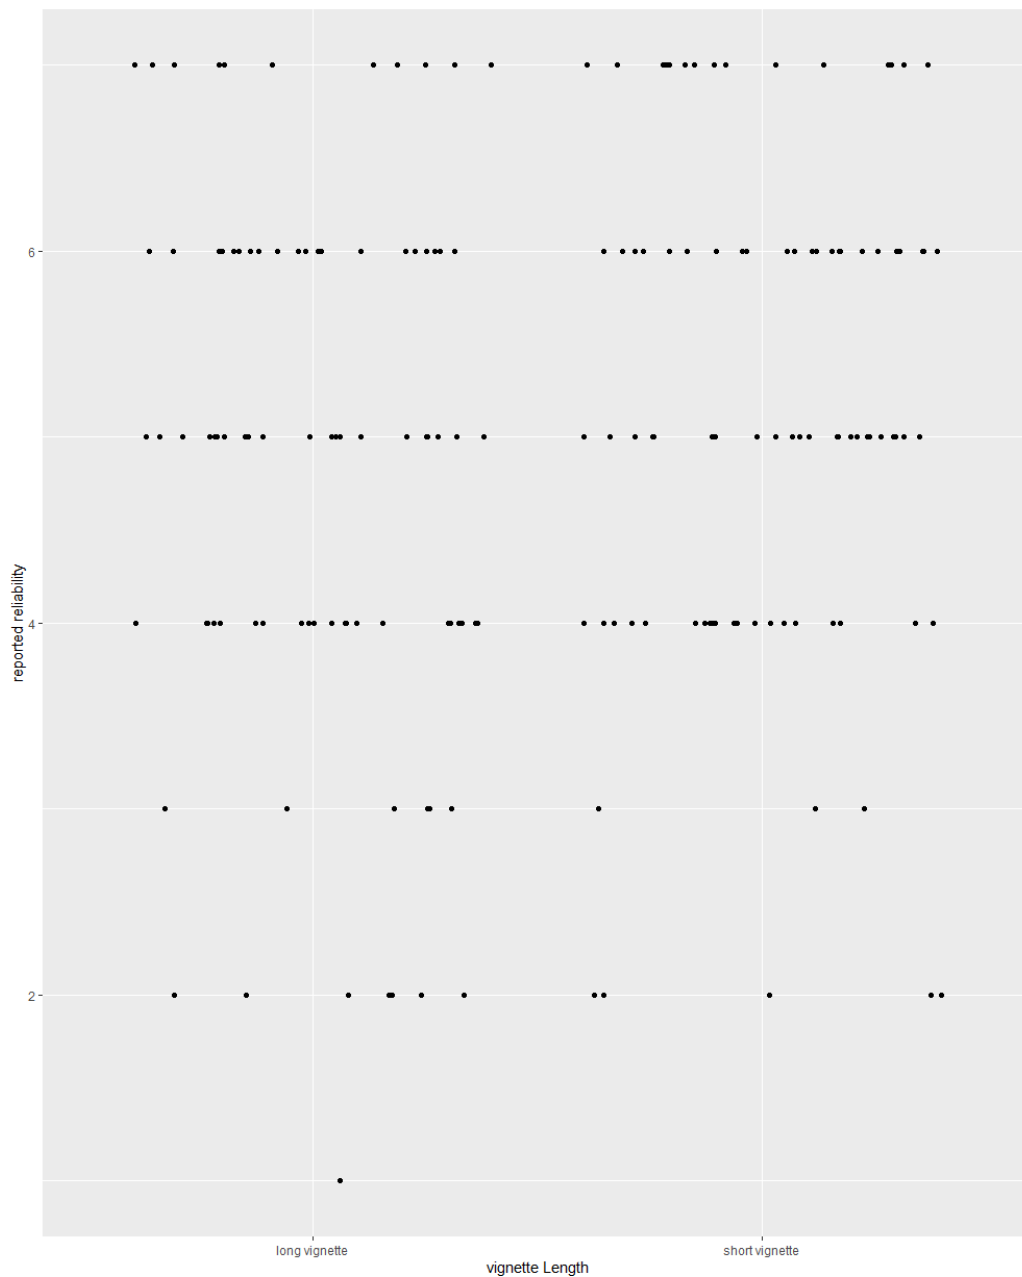 6
reported reliability
4
2
long vignette
short vignette
vignette Length